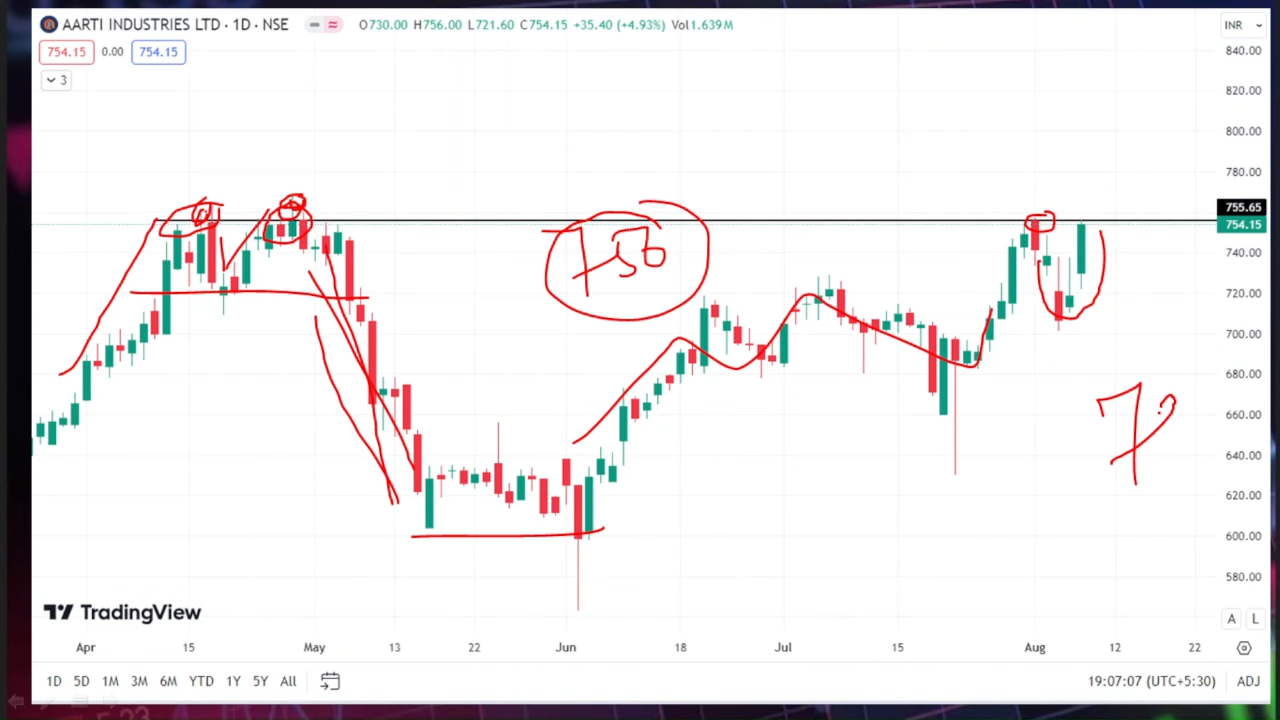 AARTI INDUSTRIES LTD · 1D · NSE O730.00 H756.00 L721.60 C754.15 +35.40 (+4.93%) Vol1.639M
INR
754.15 0.00 754.15
3
840.00
820.00
800.00
780.00
755.65
754.15
740.00
720.00
700.00
680.00
660.00
640.00
620.00
600.00
580.00
756
7
TradingView
A L
Apr 15 May 13 22 Jun 18 Jul 15 Aug 12 22
1D 5D 1M 3M 6M YTD 1Y 5Y All
19:07:07 (UTC+5:30) ADJ